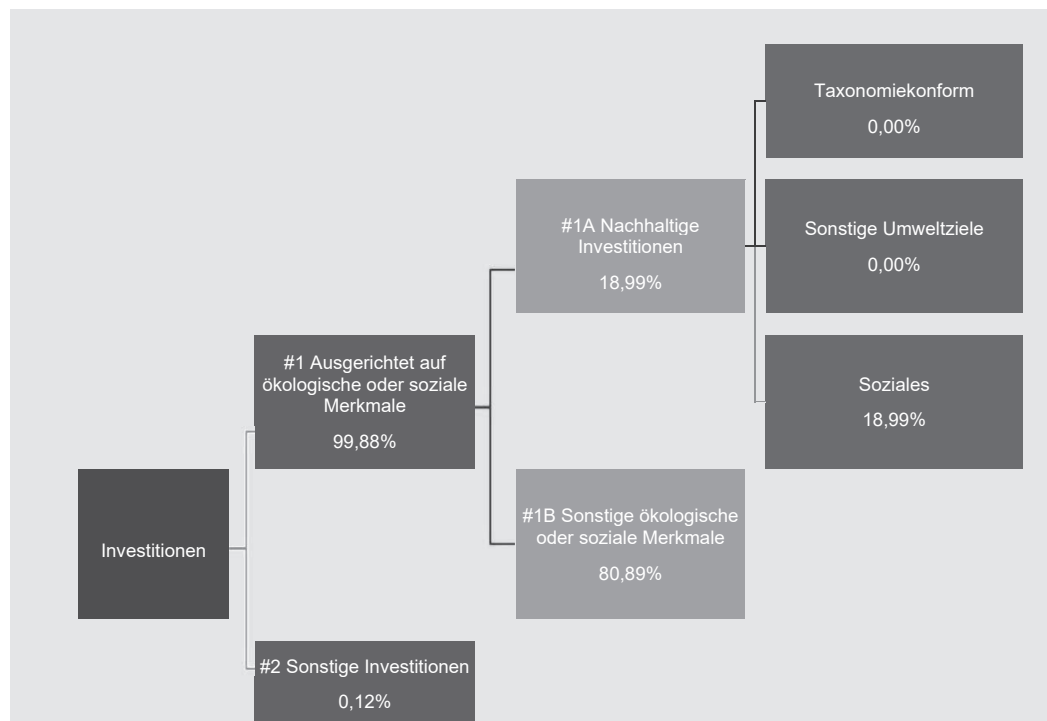 Taxonomiekonform
0,00%
#1A Nachhaltige
Investitionen
18,99%
Sonstige Umweltziele
0,00%
#1 Ausgerichtet auf
ökologische oder soziale
Merkmale
99,88%
Soziales
18,99%
Investitionen
#1B Sonstige ökologische
oder soziale Merkmale
80,89%
#2 Sonstige Investitionen
0,12%